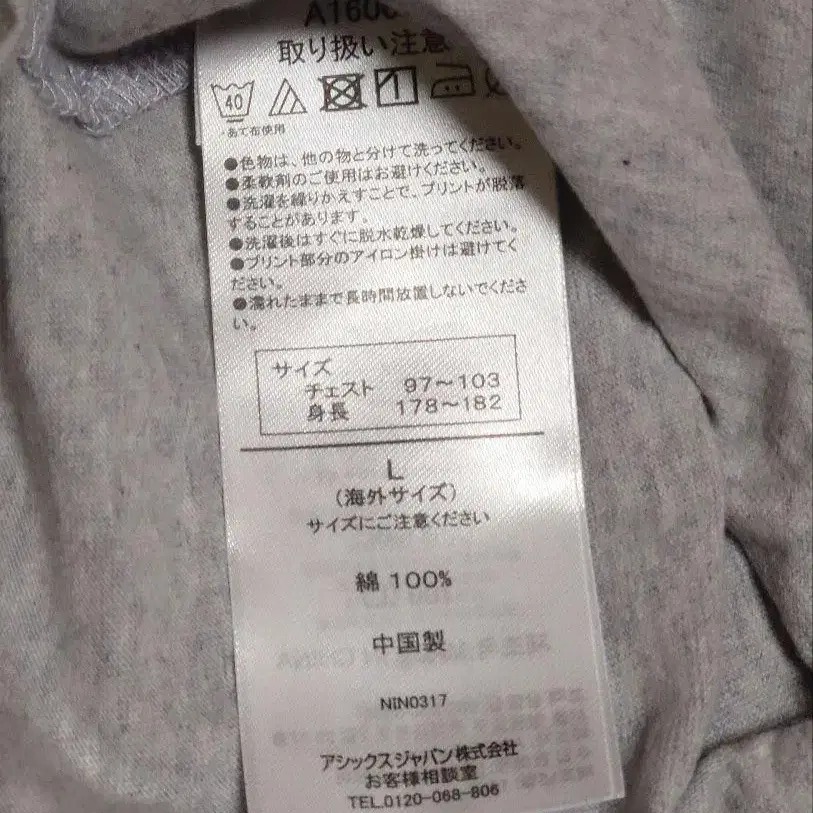 A160
取り扱い注意
40
・あて布使用
●色物は、他の物と分けて洗ってください。
●柔軟剤のご使用はお避けください。
●洗濯を繰りかえすことで、プリントが脱落
することがあります。
●洗濯後はすぐに脱水乾燥してください。
●プリント部分のアイロン掛けは避けてく
ださい。
●濡れたままで長時間放置しないでくださ
い。
サイズ
チェスト 97～103
身長 178～182
L
(海外サイズ)
サイズにご注意ください
綿 100%
中国製
NIN0317
アシックスジャパン株式会社
お客様相談室
TEL.0120-068-806